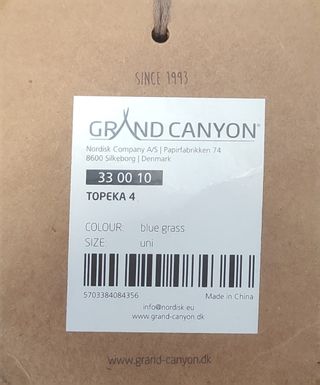 SINCE 1993
GRAND CANYON®
Nordisk Company A/S | Papirfabrikken 74
8600 Silkeborg | Denmark
33 00 10
TOPEKA 4
COLOUR: blue grass
SIZE: uni
5703384084356 Made in China
info@nordisk.eu
www.grand-canyon.dk
www.grand-canyon.dk